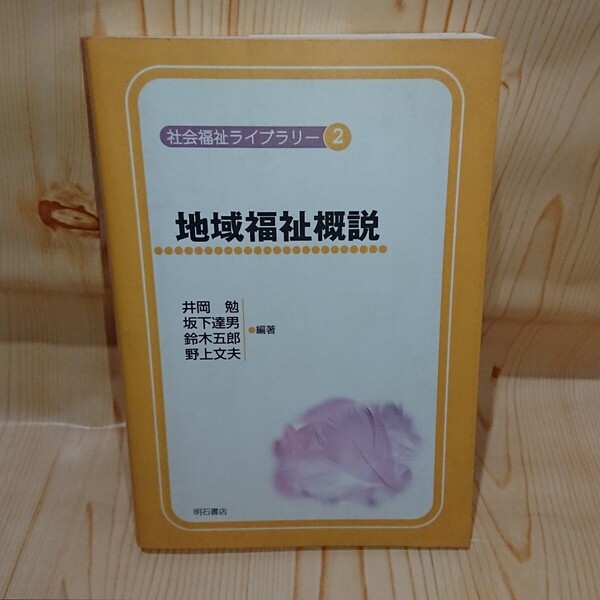 社会福祉ライブラリー2
地域福祉概説
井岡 勉
坂下達男
鈴木五郎
野上文夫
●編著
明石書店